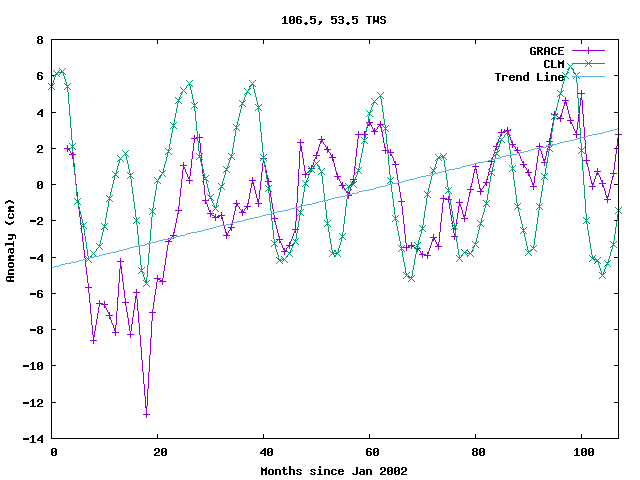 106.5, 53.5 TWS
GRACE
CLM
Trend Line
8
6
4
2
0
-2
-4
-6
-8
-10
-12
-14
Anomaly (cm)
0 20 40 60 80 100
Months since Jan 2002